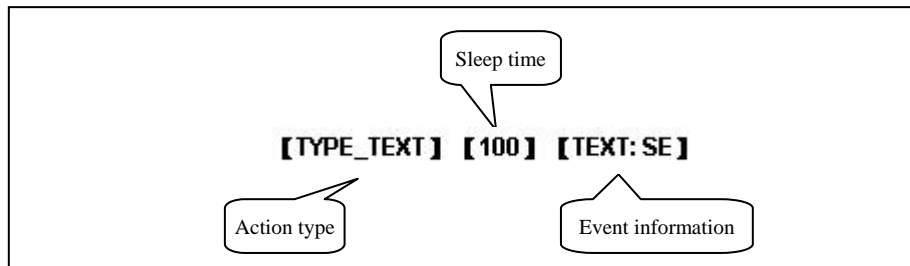 Sleep time
[TYPE_TEXT] [100] [TEXT: SE]
Action type
Event information